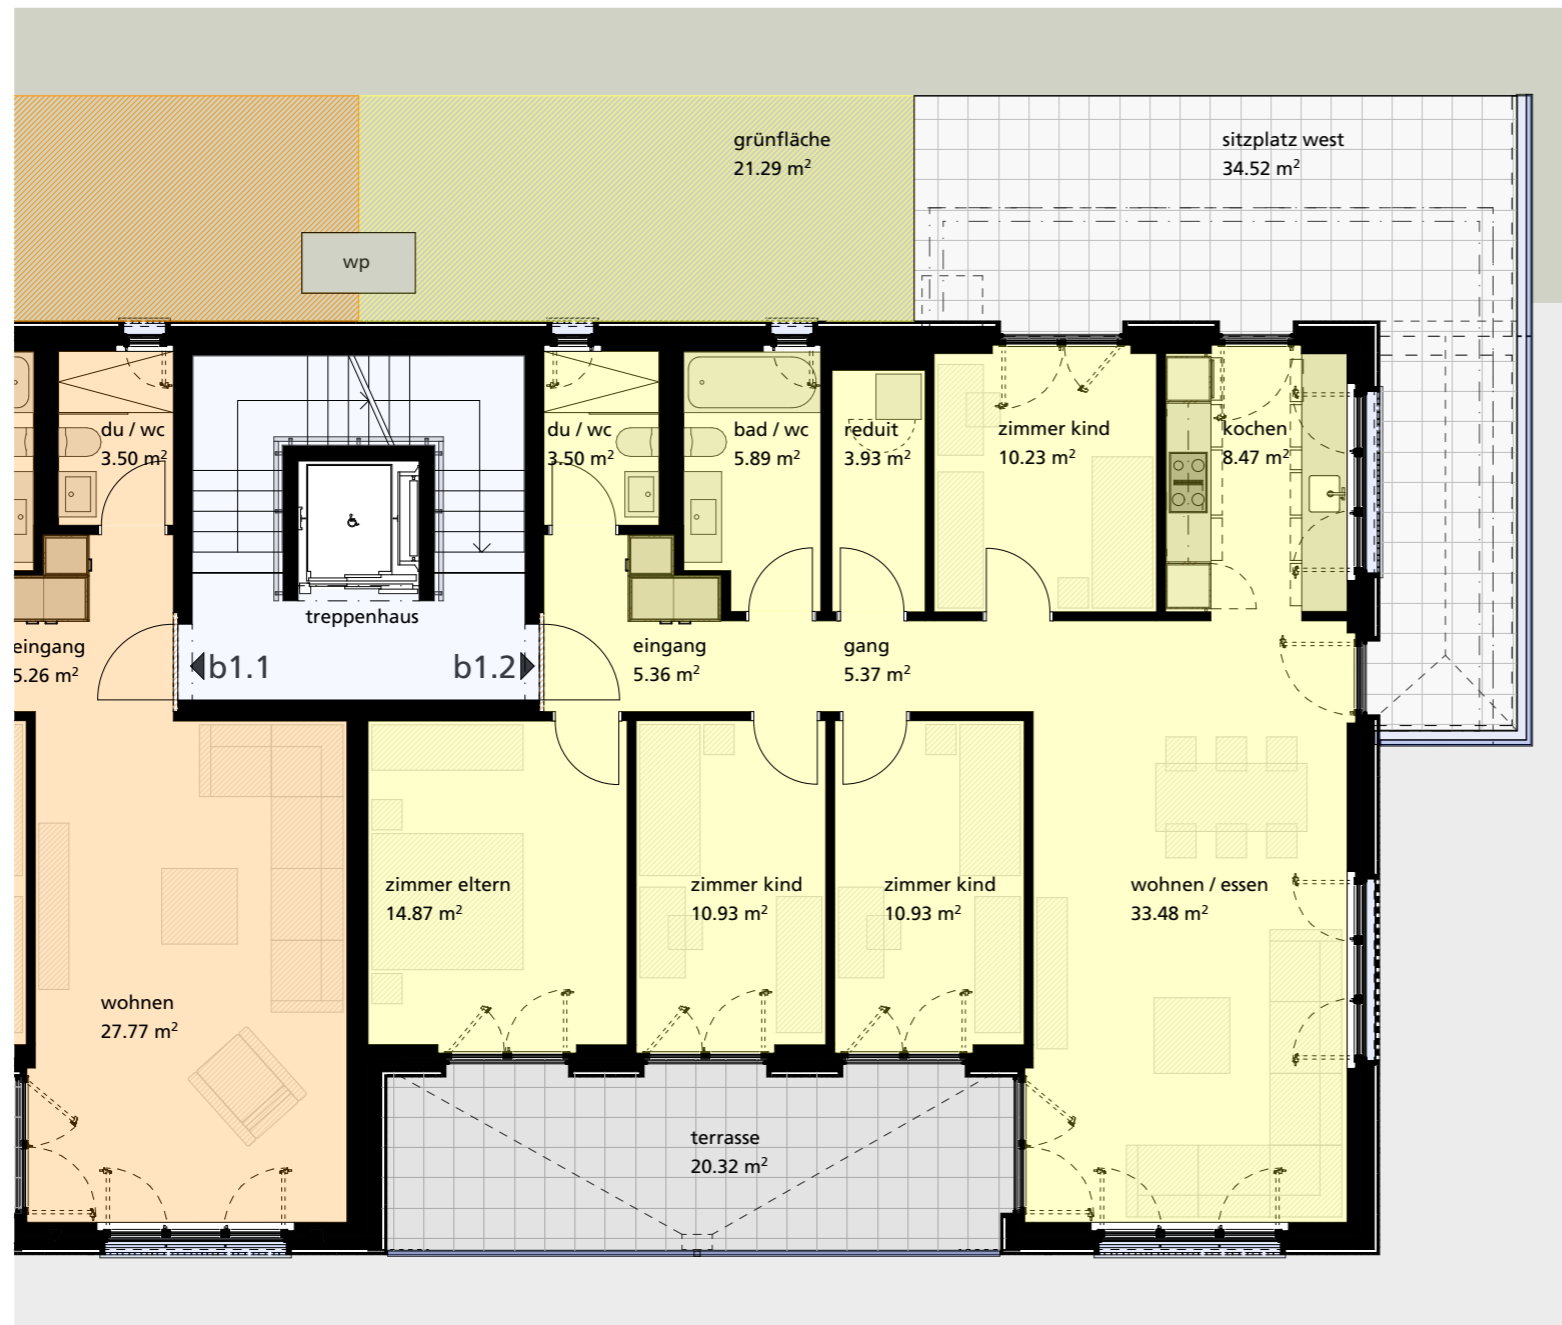 grünfläche
21.29 m²
sitzplatz west
34.52 m²
wp
du / wc
3.50 m²
du / wc
3.50 m²
bad / wc
5.89 m²
reduit
3.93 m²
zimmer kind
10.23 m²
kochen
8.47 m²
treppenhaus
eingang
5.26 m²
b1.1
b1.2
eingang
5.36 m²
gang
5.37 m²
zimmer eltern
14.87 m²
zimmer kind
10.93 m²
zimmer kind
10.93 m²
wohnen / essen
33.48 m²
wohnen
27.77 m²
terrasse
20.32 m²